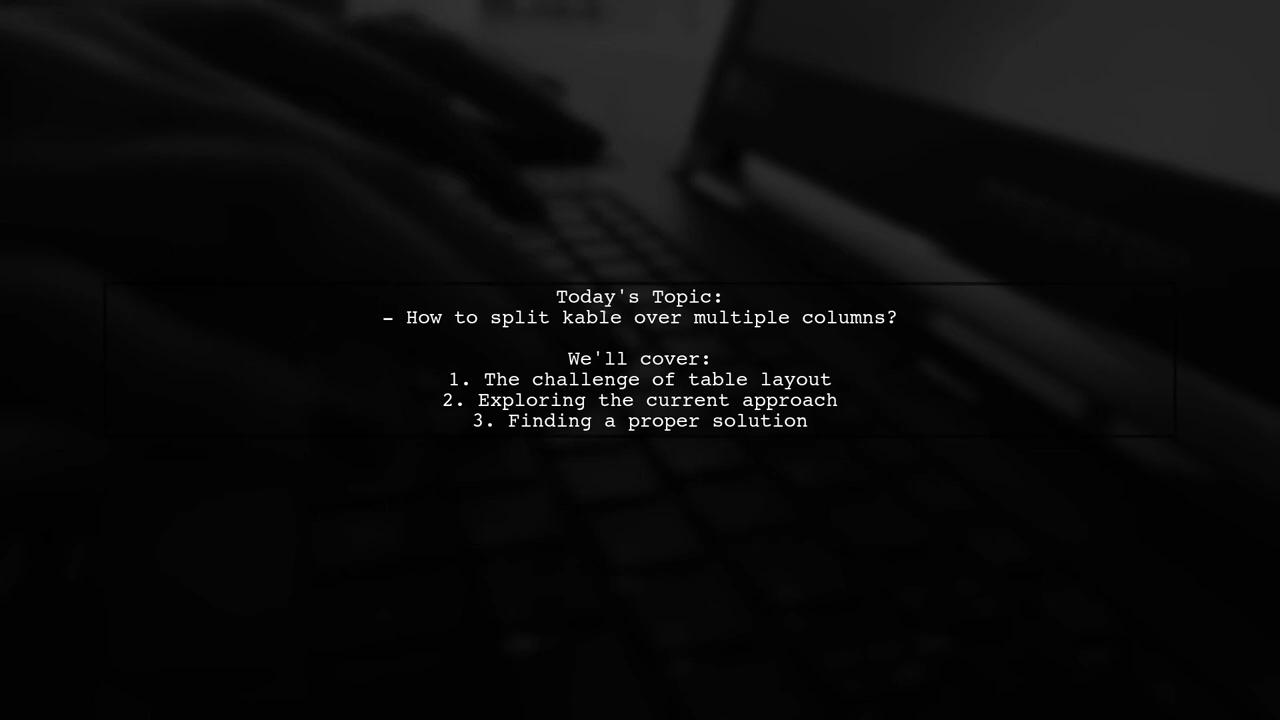 Today's Topic:
- How to split kable over multiple columns?
We'll cover:
1. The challenge of table layout
2. Exploring the current approach
3. Finding a proper solution